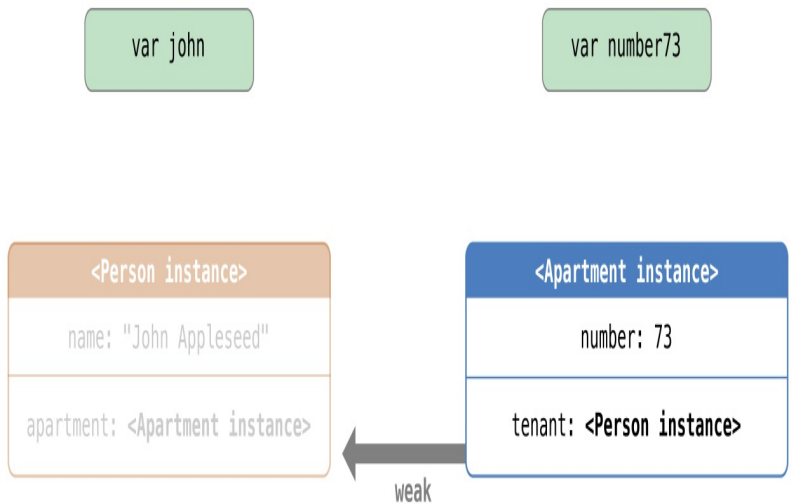 var john
var number73
<Person instance>
name: "John Appleseed"
apartment: <Apartment instance>
<Apartment instance>
number: 73
tenant: <Person instance>
weak